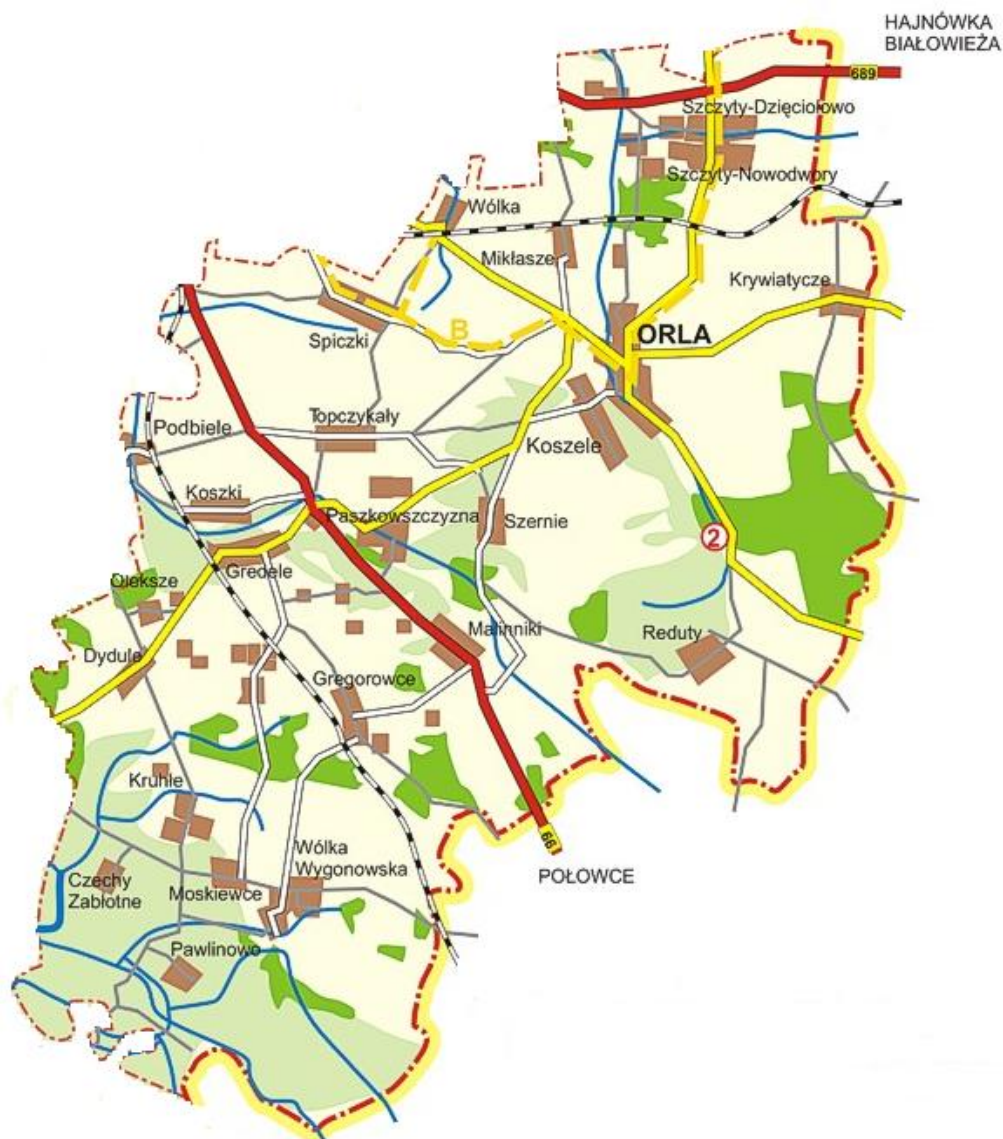 HAJNÓWKA
BIAŁOWIEŻA
689
Szczyty-Dzięciołowo
Szczyty-Nowodwory
Wólka
Mikłasze
Krywiatycze
B
ORLA
Spiczki
Topczykały
Podbiele
Koszele
Koszki
Paszkowszczyzna
Szernie
2
Gredele
Oleksze
Malinniki
Reduty
Dydule
Gregorowce
Kruhłe
66
Wólka
Wygonowska
POŁOWCE
Czechy
Zabłotne
Moskiewce
Pawlinowo